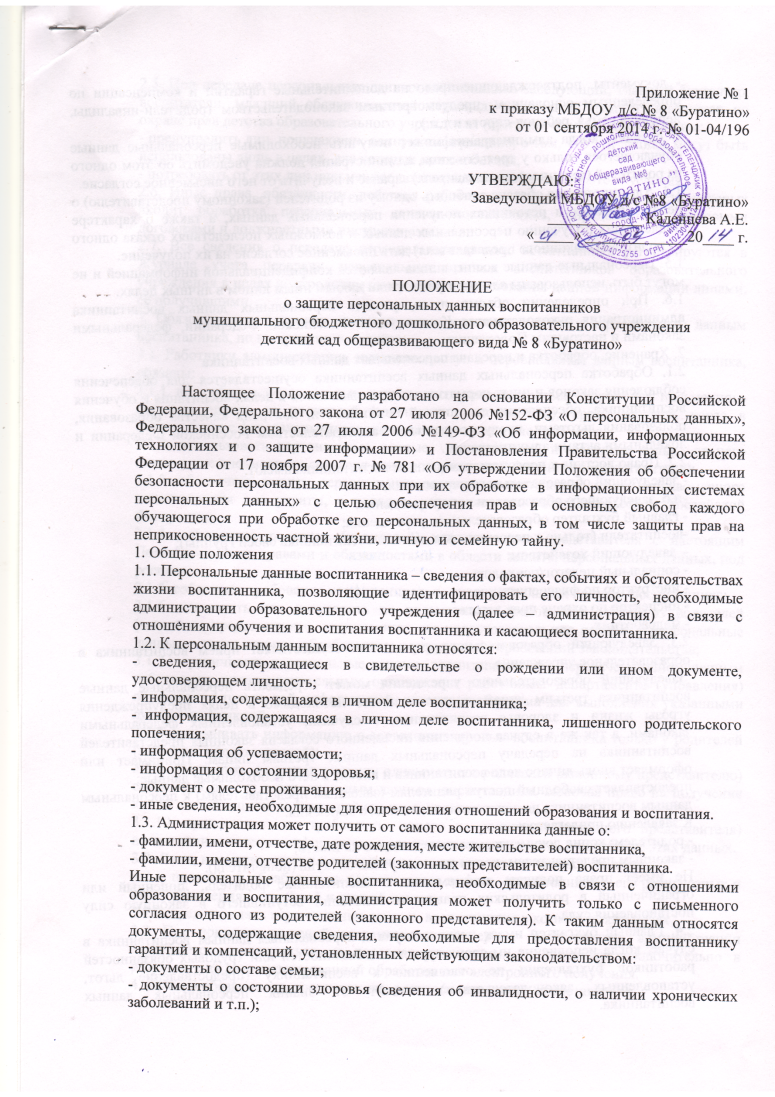 Приложение № 1
к приказу МБДОУ д/с № 8 «Буратино»
от 01 сентября 2014 г. № 01-04/196
УТВЕРЖДАЮ:
Заведующий МБДОУ д/с №8 «Буратино»
Каденцева А.Е.
«01» 09 2014 г.
детский
сад
общеразвивающего
вида №8
"Буратино"
ПОЛОЖЕНИЕ
о защите персональных данных воспитанников
муниципального бюджетного дошкольного образовательного учреждения
детский сад общеразвивающего вида № 8 «Буратино»
Настоящее Положение разработано на основании Конституции Российской
Федерации, Федерального закона от 27 июля 2006 №152-ФЗ «О персональных данных»,
Федерального закона от 27 июля 2006 №149-ФЗ «Об информации, информационных
технологиях и о защите информации» и Постановления Правительства Российской
Федерации от 17 ноября 2007 г. № 781 «Об утверждении Положения об обеспечении
безопасности персональных данных при их обработке в информационных системах
персональных данных» с целью обеспечения прав и основных свобод каждого
обучающегося при обработке его персональных данных, в том числе защиты прав на
неприкосновенность частной жизни, личную и семейную тайну.
1. Общие положения
1.1. Персональные данные воспитанника – сведения о фактах, событиях и обстоятельствах
жизни воспитанника, позволяющие идентифицировать его личность, необходимые
администрации образовательного учреждения (далее – администрация) в связи с
отношениями обучения и воспитания воспитанника и касающиеся воспитанника.
1.2. К персональным данным воспитанника относятся:
- сведения, содержащиеся в свидетельстве о рождении или ином документе,
удостоверяющем личность;
- информация, содержащаяся в личном деле воспитанника;
- информация, содержащаяся в личном деле воспитанника, лишенного родительского
попечения;
- информация об успеваемости;
- информация о состоянии здоровья;
- документ о месте проживания;
- иные сведения, необходимые для определения отношений образования и воспитания.
1.3. Администрация может получить от самого воспитанника данные о:
- фамилии, имени, отчестве, дате рождения, месте жительстве воспитанника,
- фамилии, имени, отчестве родителей (законных представителей) воспитанника.
Иные персональные данные воспитанника, необходимые в связи с отношениями
образования и воспитания, администрация может получить только с письменного
согласия одного из родителей (законного представителя). К таким данным относятся
документы, содержащие сведения, необходимые для предоставления воспитаннику
гарантий и компенсаций, установленных действующим законодательством:
- документы о составе семьи;
- документы о состоянии здоровья (сведения об инвалидности, о наличии хронических
заболеваний и т.п.);